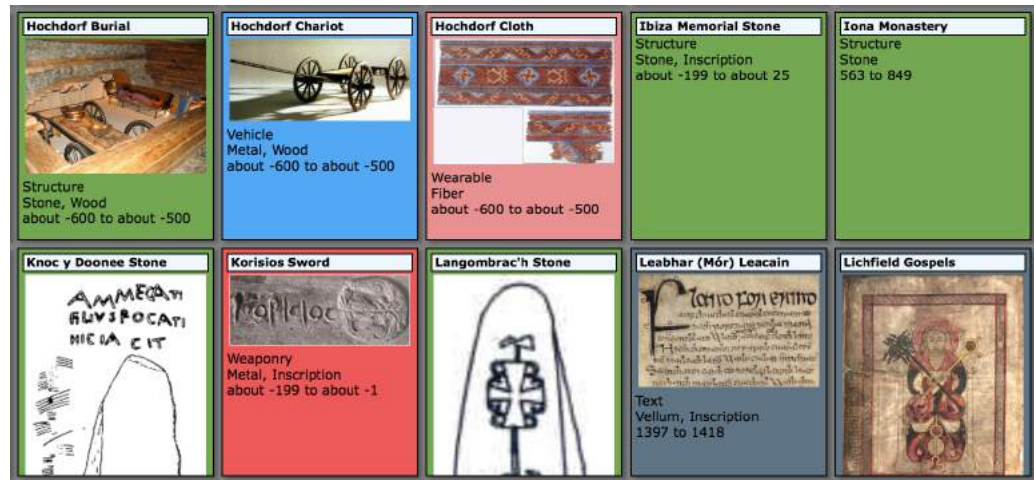 Hochdorf Burial
Structure
Stone, Wood
about -600 to about -500
Hochdorf Chariot
Vehicle
Metal, Wood
about -600 to about -500
Hochdorf Cloth
Wearable
Fiber
about -600 to about -500
Ibiza Memorial Stone
Structure
Stone, Inscription
about -199 to about 25
Iona Monastery
Structure
Stone
563 to 849
Knoc y Doonee Stone
AMMECATI
FILVSROCATI
HIC IA CIT
Korisios Sword
Weaponry
Metal, Inscription
about -199 to about -1
Langombrac'h Stone
Leabhar (Mór) Leacain
Text
Vellum, Inscription
1397 to 1418
Lichfield Gospels